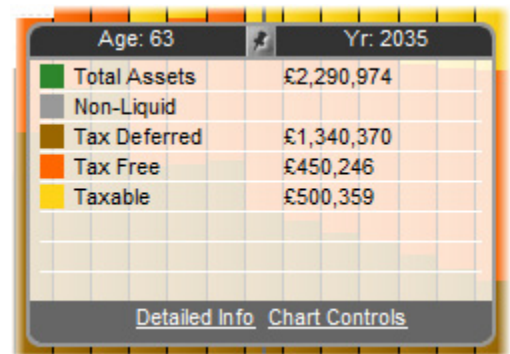 Age: 63 Yr: 2035
Total Assets £2,290,974
Non-Liquid
Tax Deferred £1,340,370
Tax Free £450,246
Taxable £500,359
Detailed Info Chart Controls